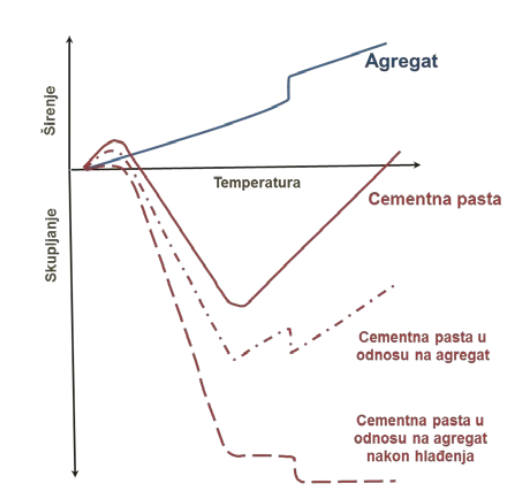 Širenje
Agregat
Temperatura
Skupljanje
Cementna pasta
Cementna pasta u
odnosu na agregat
Cementna pasta u
odnosu na agregat
nakon hlađenja